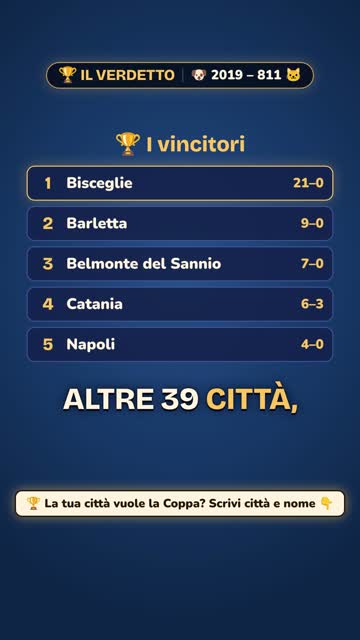 🏆 IL VERDETTO | 🐶 2019 – 811 🐱
🏆 I vincitori
1 Bisceglie 21–0
2 Barletta 9–0
3 Belmonte del Sannio 7–0
4 Catania 6–3
5 Napoli 4–0
ALTRE 39 CITTÀ,
🏆 La tua città vuole la Coppa? Scrivi città e nome 👇